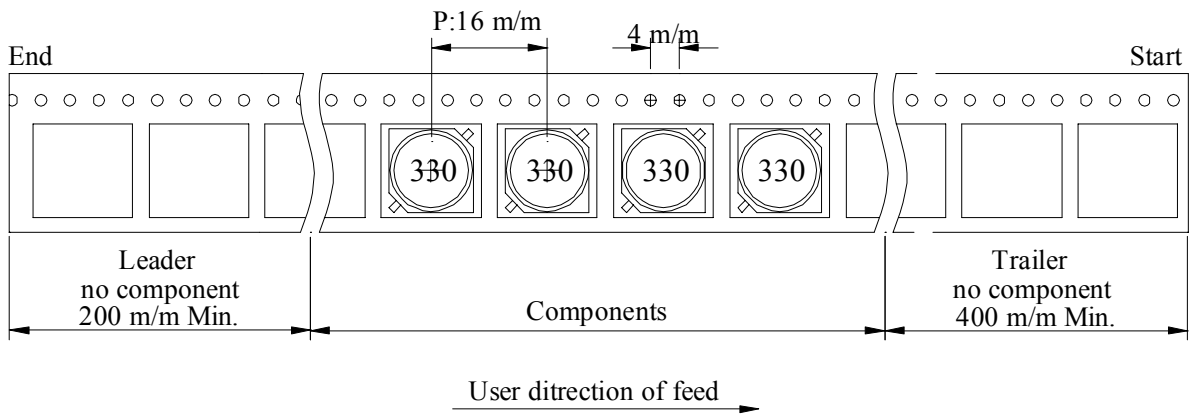 P:16 m/m
4 m/m
End
Start
330 330 330 330
Leader
no component
200 m/m Min.
Components
Trailer
no component
400 m/m Min.
User ditrection of feed